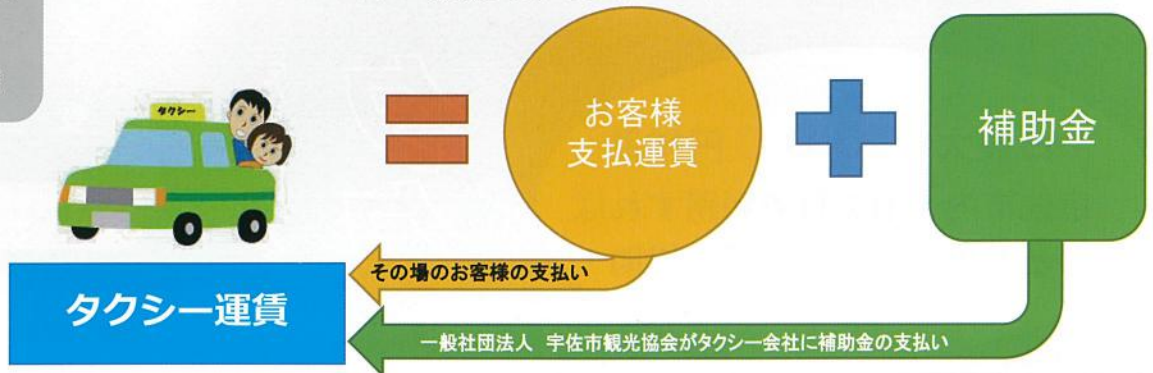 タクシー
お客様
支払運賃
補助金
その場のお客様の支払い
タクシー運賃
一般社団法人 宇佐市観光協会がタクシー会社に補助金の支払い